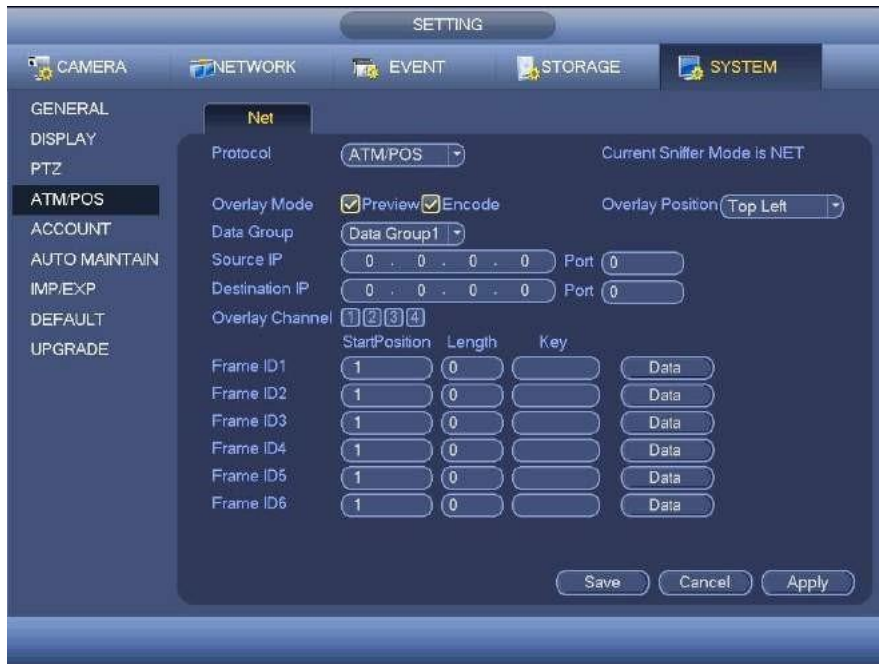 SETTING
CAMERA NETWORK EVENT STORAGE SYSTEM
GENERAL
DISPLAY
PTZ
ATM/POS
ACCOUNT
AUTO MAINTAIN
IMP/EXP
DEFAULT
UPGRADE
Net
Protocol ATM/POS Current Sniffer Mode is NET
Overlay Mode Preview Encode Overlay Position Top Left
Data Group Data Group1
Source IP 0 . 0 . 0 . 0 Port 0
Destination IP 0 . 0 . 0 . 0 Port 0
Overlay Channel 1 2 3 4
StartPosition Length Key
Frame ID1 1 0 Data
Frame ID2 1 0 Data
Frame ID3 1 0 Data
Frame ID4 1 0 Data
Frame ID5 1 0 Data
Frame ID6 1 0 Data
Save Cancel Apply